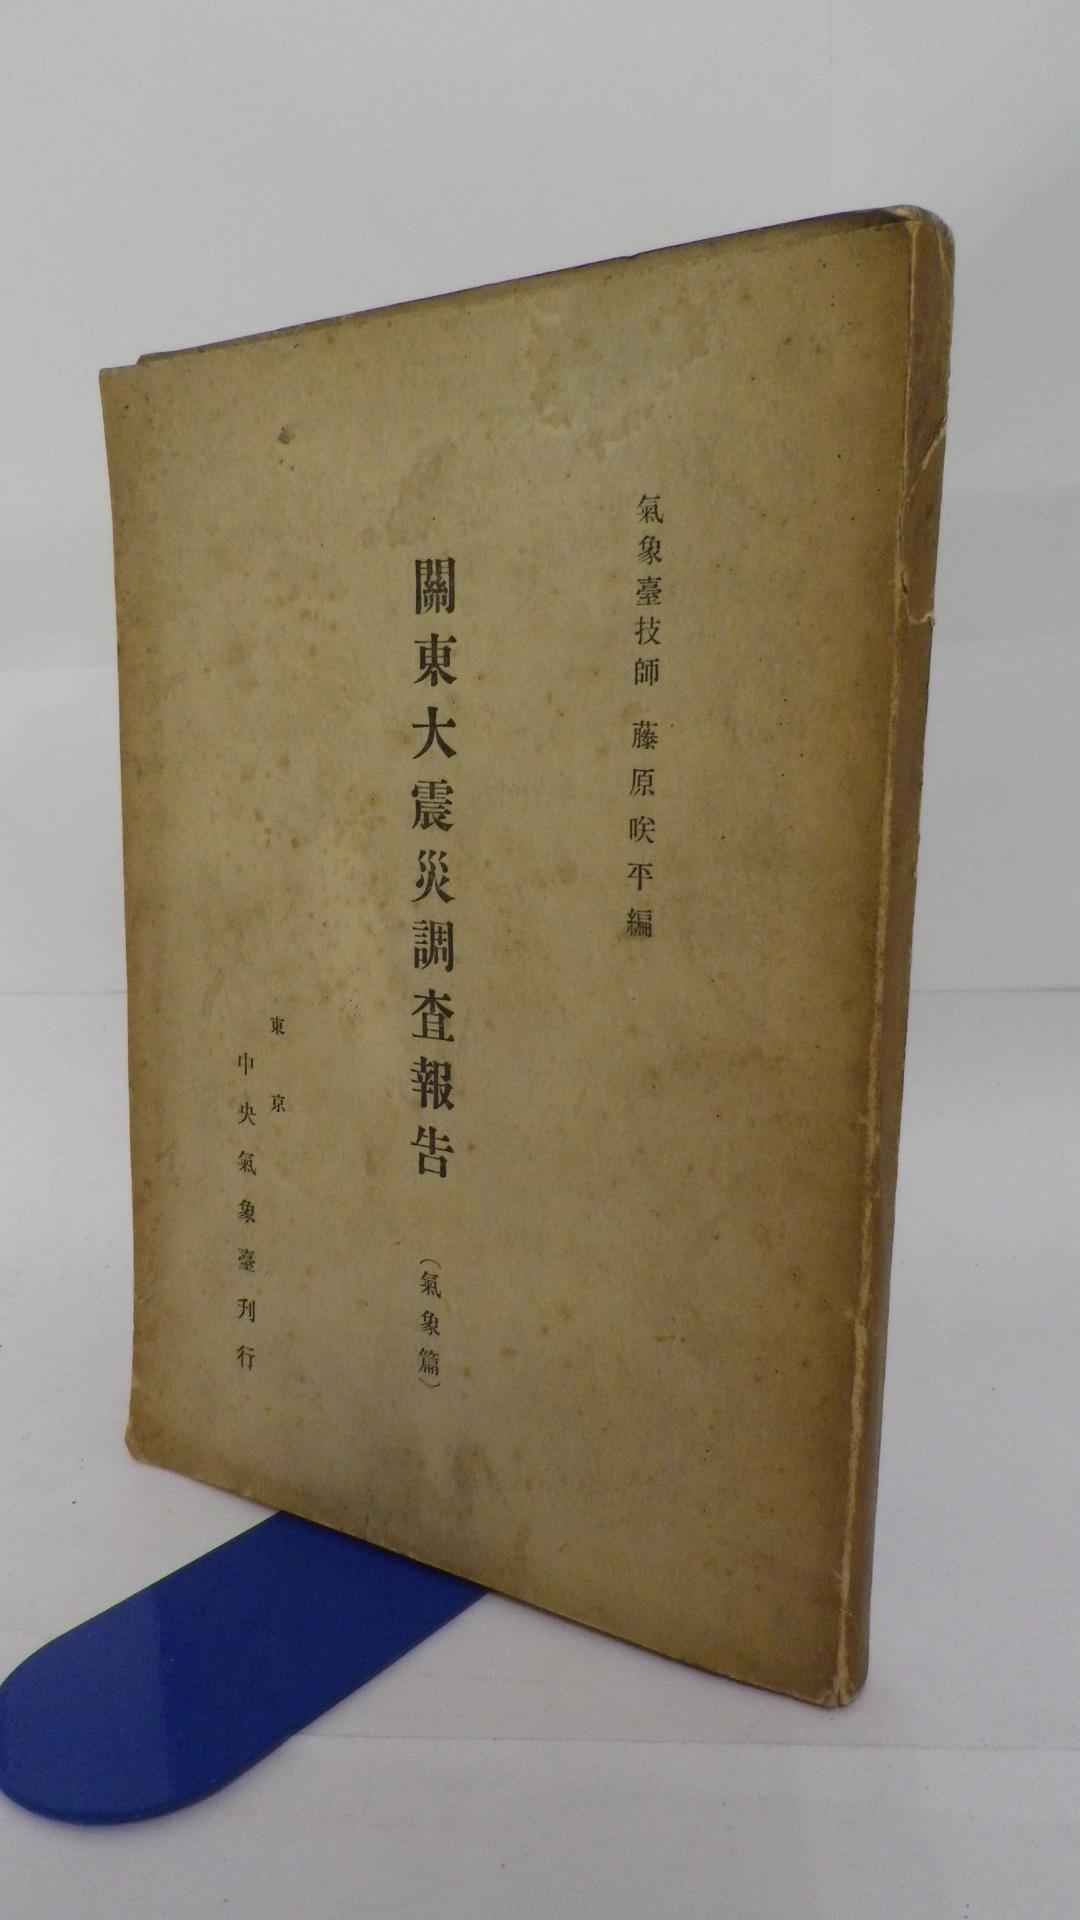 氣象臺技師 藤原咲平編
關東大震災調査報告 (氣象篇)
東京
中央氣象臺刊行